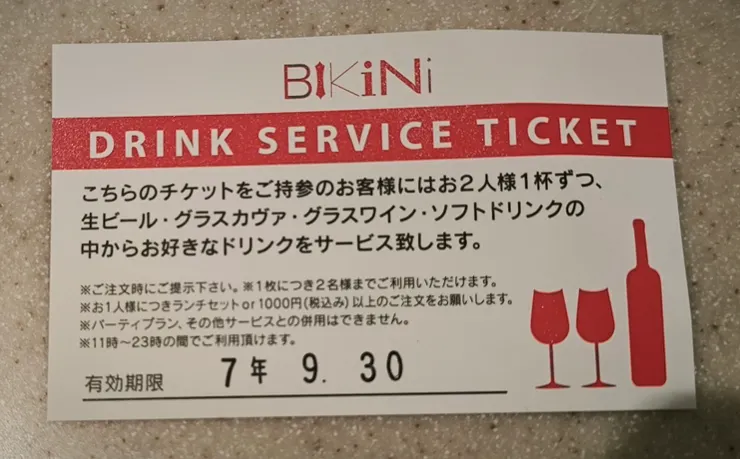 BIKiNi
DRINK SERVICE TICKET
こちらのチケットをご持参のお客様にはお2人様1杯ずつ、
生ビール・グラスカヴァ・グラスワイン・ソフトドリンクの
中からお好きなドリンクをサービス致します。
※ご注文時にご提示下さい。※1枚につき2名様までご利用いただけます。
※お1人様につきランチセットor1000円(税込み)以上のご注文をお願いします。
※パーティプラン、その他サービスとの併用はできません。
※11時～23時の間でご利用頂けます。
有効期限 7年 9. 30